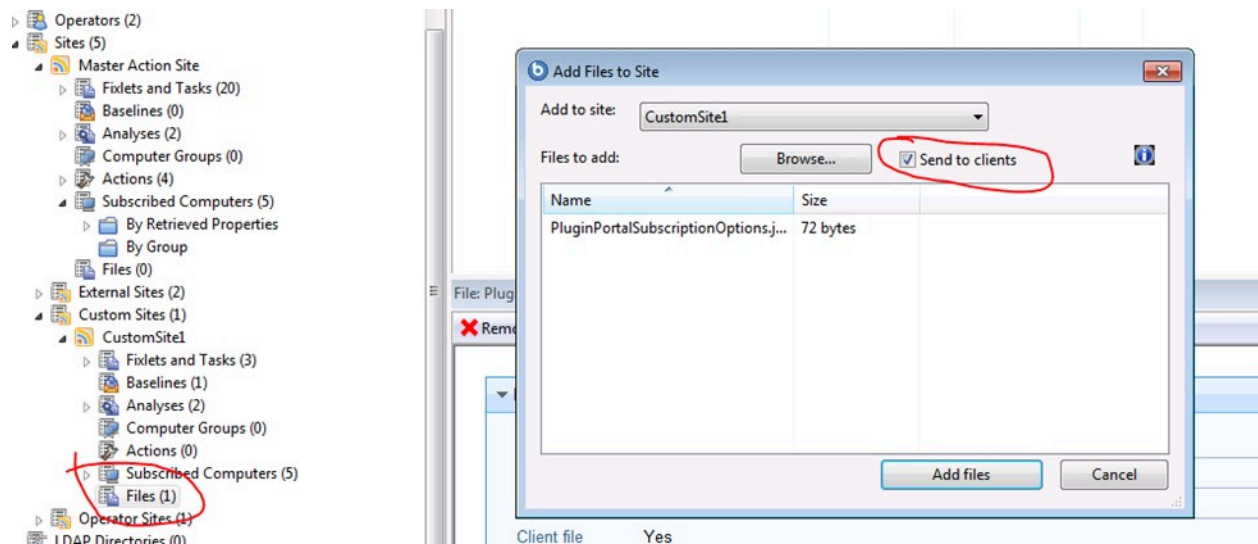 Operators (2)
Sites (5)
Master Action Site
Fixlets and Tasks (20)
Baselines (0)
Analyses (2)
Computer Groups (0)
Actions (4)
Subscribed Computers (5)
By Retrieved Properties
By Group
Files (0)
External Sites (2)
Custom Sites (1)
CustomSite1
Fixlets and Tasks (3)
Baselines (1)
Analyses (2)
Computer Groups (0)
Actions (0)
Subscribed Computers (5)
Files (1)
Operator Sites (1)
LDAP Directories (0)
Add Files to Site
Add to site: CustomSite1
Files to add: Browse... Send to clients
Name Size
PluginPortalSubscriptionOptions.j... 72 bytes
Add files Cancel
File: Plug
Remo
Client file Yes